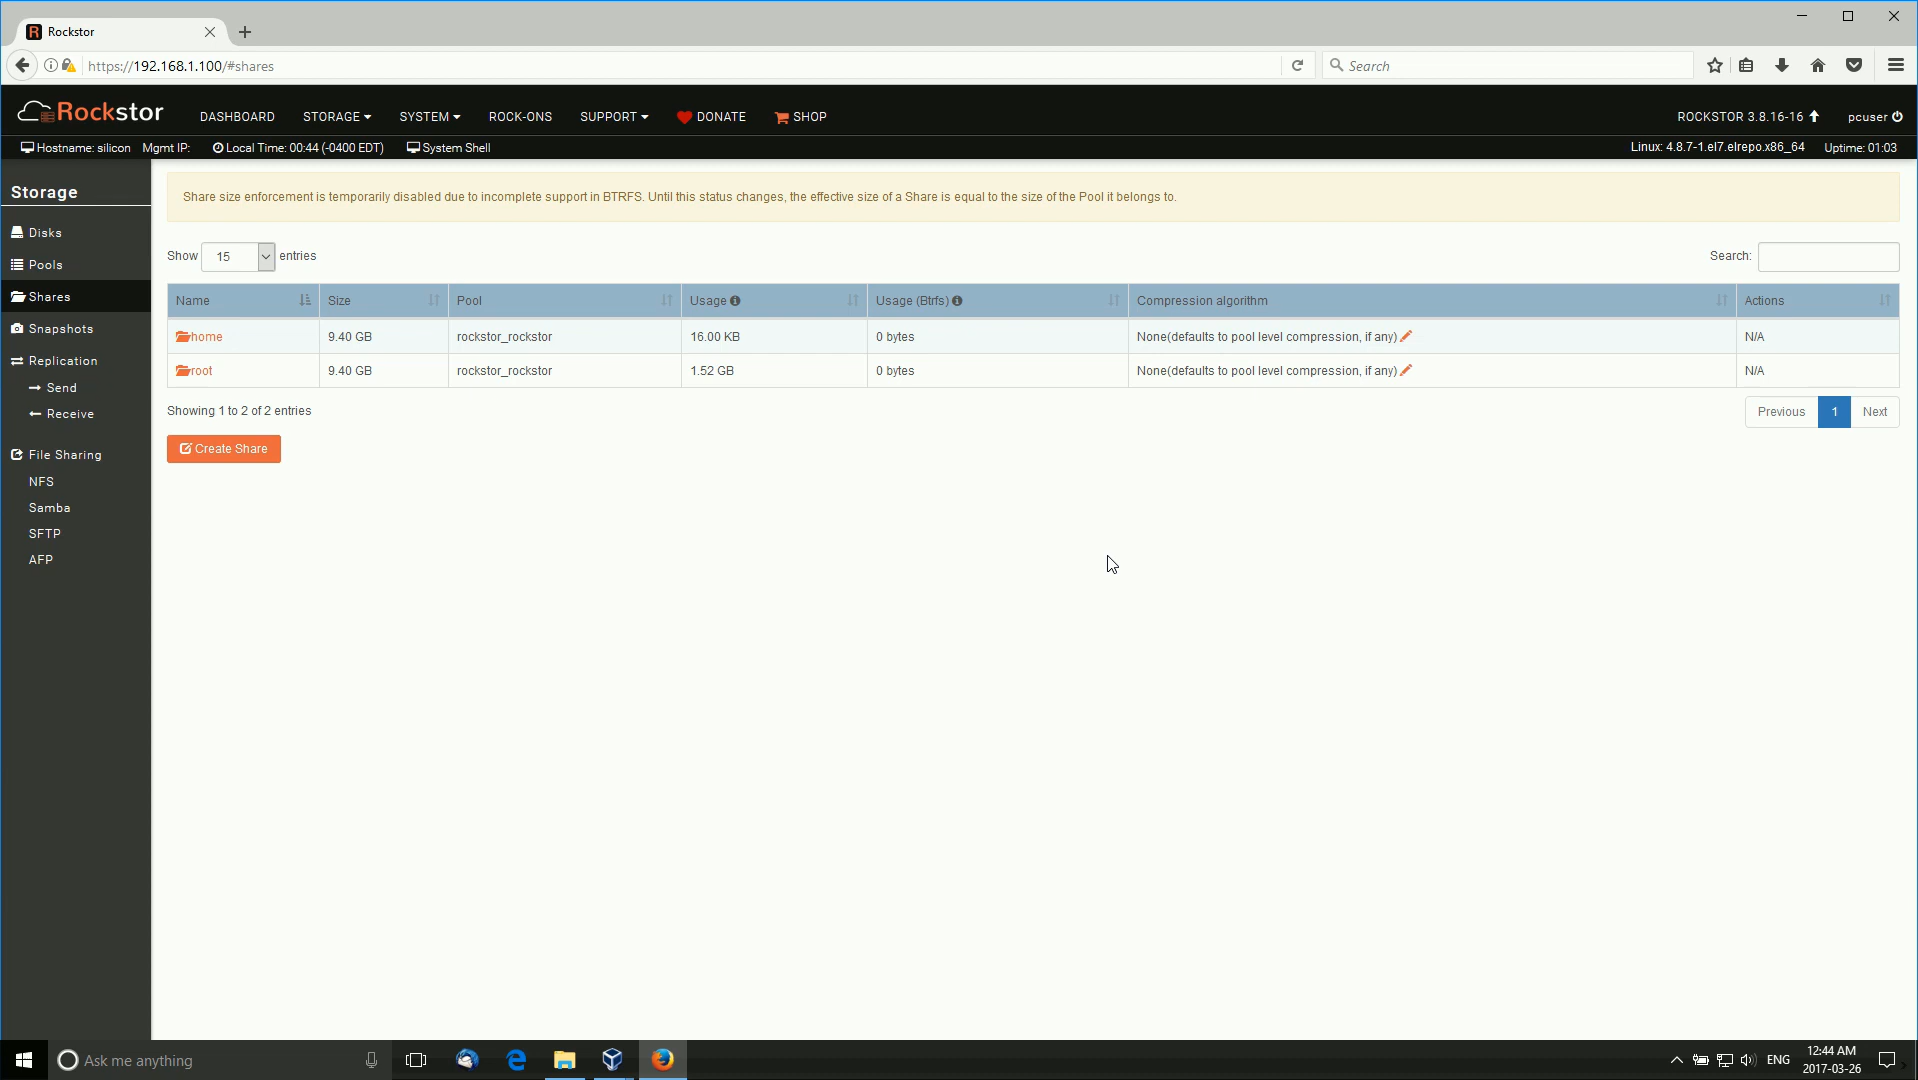 Rockstor
https://192.168.1.100/#shares
Search
Rockstor DASHBOARD STORAGE SYSTEM ROCK-ONS SUPPORT DONATE SHOP ROCKSTOR 3.8.16-16 pcuser
Hostname: silicon Mgmt IP: Local Time: 00:44 (-0400 EDT) System Shell Linux: 4.8.7-1.el7.elrepo.x86_64 Uptime: 01:03
Storage
Disks
Pools
Shares
Snapshots
Replication
Send
Receive
File Sharing
NFS
Samba
SFTP
AFP
Share size enforcement is temporarily disabled due to incomplete support in BTRFS. Until this status changes, the effective size of a Share is equal to the size of the Pool it belongs to.
Show 15 entries Search:
Name Size Pool Usage Usage (Btrfs) Compression algorithm Actions
home 9.40 GB rockstor_rockstor 16.00 KB 0 bytes None(defaults to pool level compression, if any) N/A
root 9.40 GB rockstor_rockstor 1.52 GB 0 bytes None(defaults to pool level compression, if any) N/A
Showing 1 to 2 of 2 entries Previous 1 Next
Create Share
Ask me anything
ENG
12:44 AM
2017-03-26